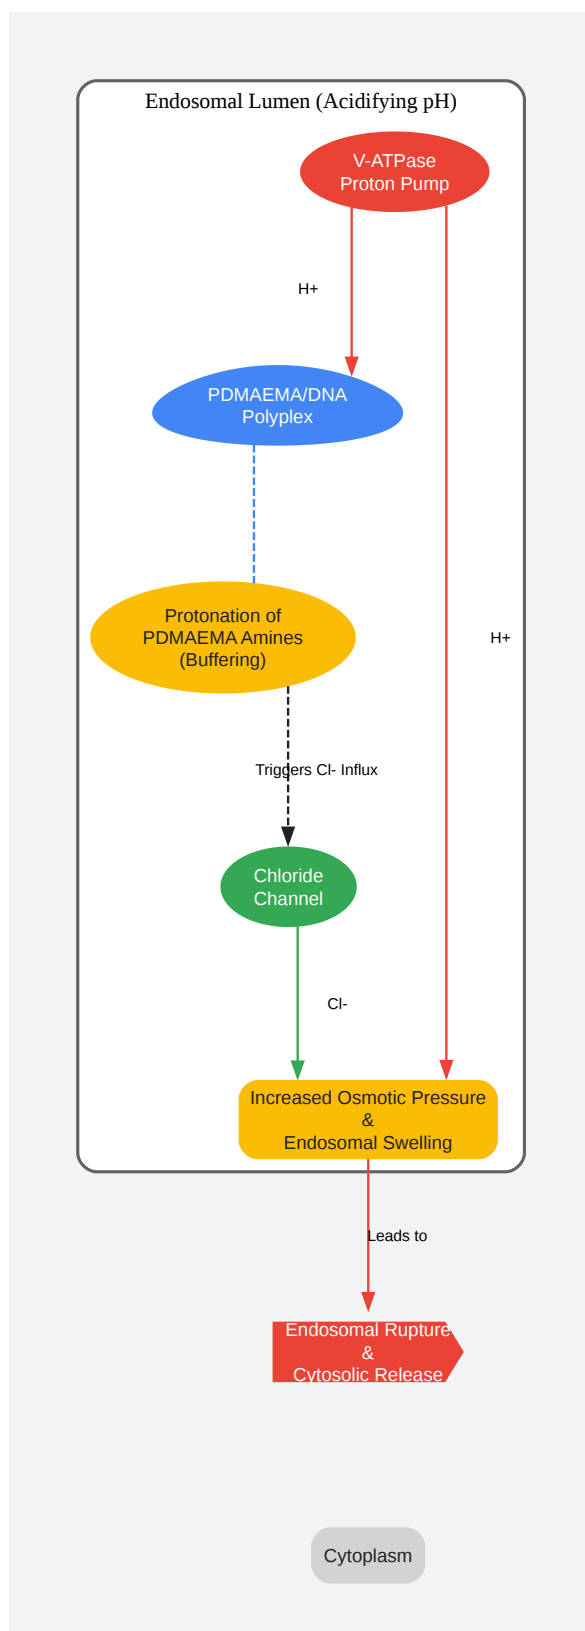 Endosomal Lumen (Acidifying pH)
V-ATPase
Proton Pump
H+
PDMAEMA/DNA
Polyplex
Protonation of
PDMAEMA Amines
(Buffering)
H+
Triggers Cl- Influx
Chloride
Channel
Cl-
Increased Osmotic Pressure
&
Endosomal Swelling
Leads to
Endosomal Rupture
&
Cytosolic Release
Cytoplasm